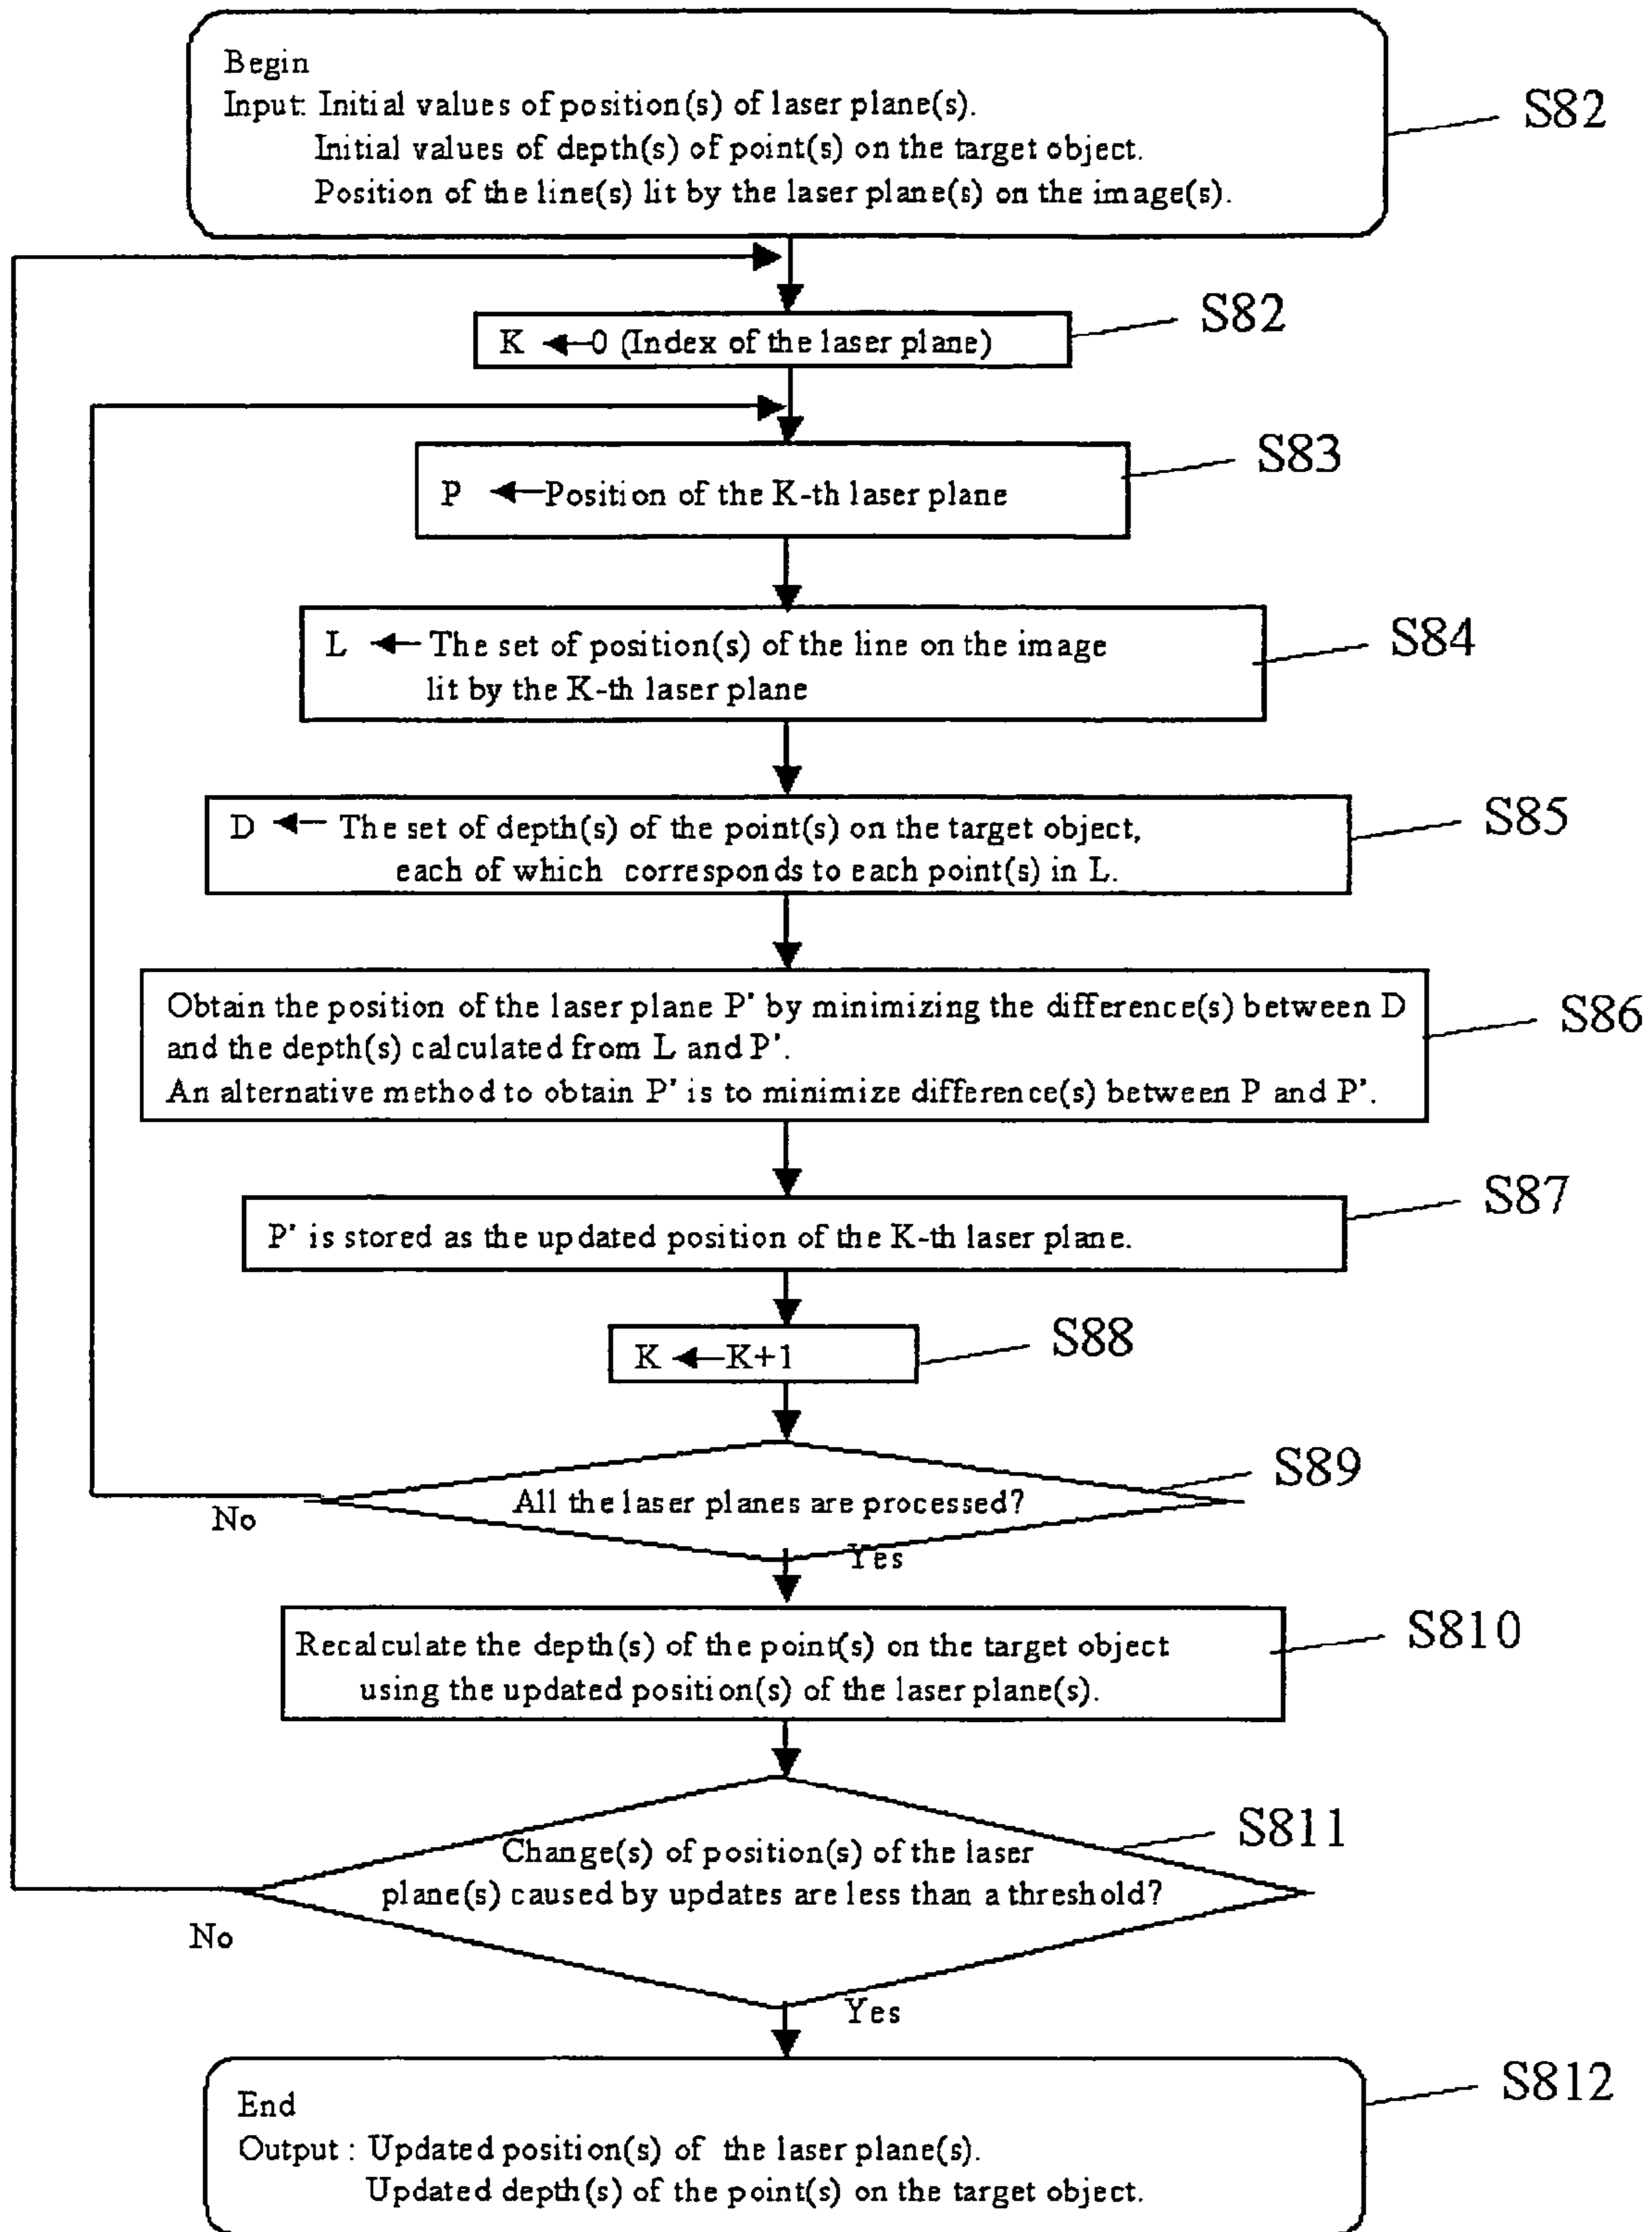 Begin
Input: Initial values of position(s) of laser plane(s).
Initial values of depth(s) of point(s) on the target object.
Position of the line(s) lit by the laser plane(s) on the image(s).
S82
K ←0 (Index of the laser plane)
S82
P ←Position of the K-th laser plane
S83
L ← The set of position(s) of the line on the image
lit by the K-th laser plane
S84
D ← The set of depth(s) of the point(s) on the target object,
each of which corresponds to each point(s) in L.
S85
Obtain the position of the laser plane P' by minimizing the difference(s) between D
and the depth(s) calculated from L and P'.
An alternative method to obtain P' is to minimize difference(s) between P and P'.
S86
P' is stored as the updated position of the K-th laser plane.
S87
K ←K+1
S88
All the laser planes are processed?
S89
No
Yes
Recalculate the depth(s) of the point(s) on the target object
using the updated position(s) of the laser plane(s).
S810
Change(s) of position(s) of the laser
plane(s) caused by updates are less than a threshold?
S811
No
Yes
End
Output : Updated position(s) of the laser plane(s).
Updated depth(s) of the point(s) on the target object.
S812